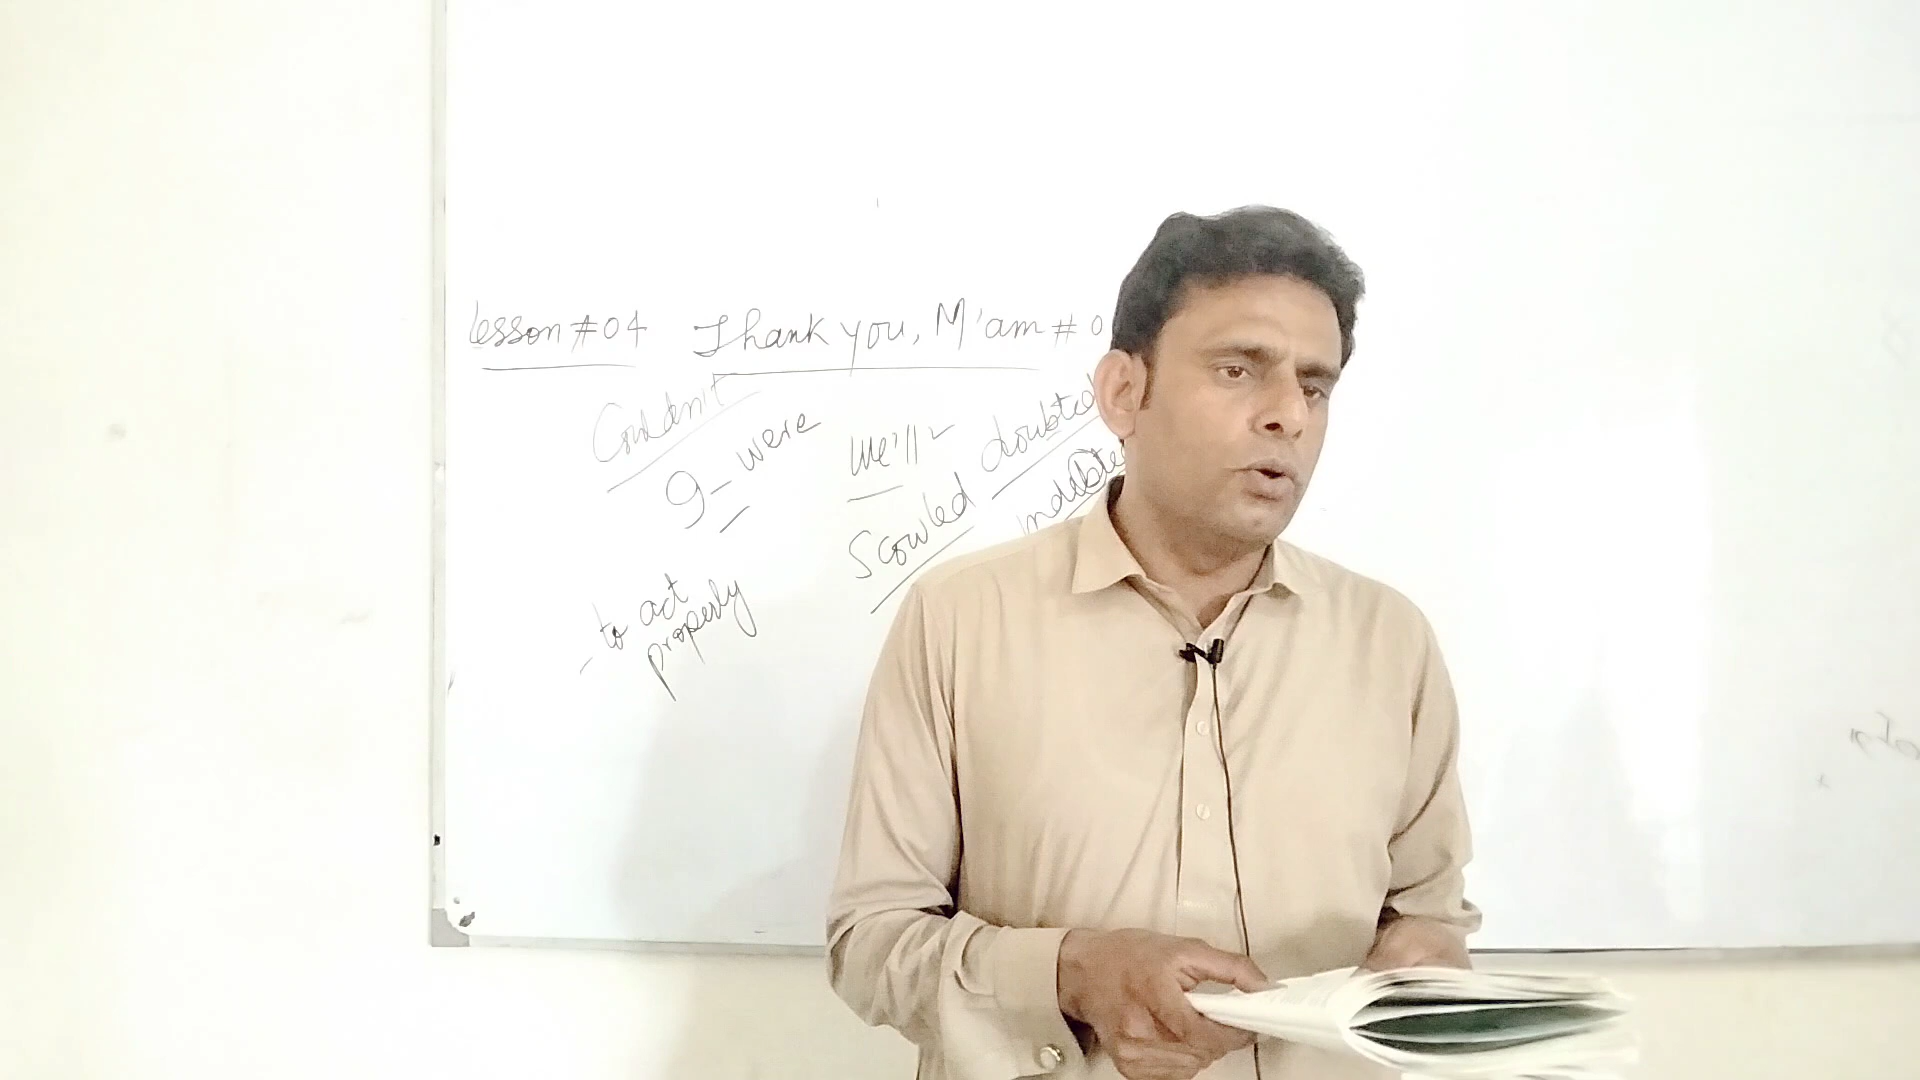 Lesson #04 Thank you, M'am # 0
Couldn't
I - were
We'll
doubted
Scowled
to act
properly